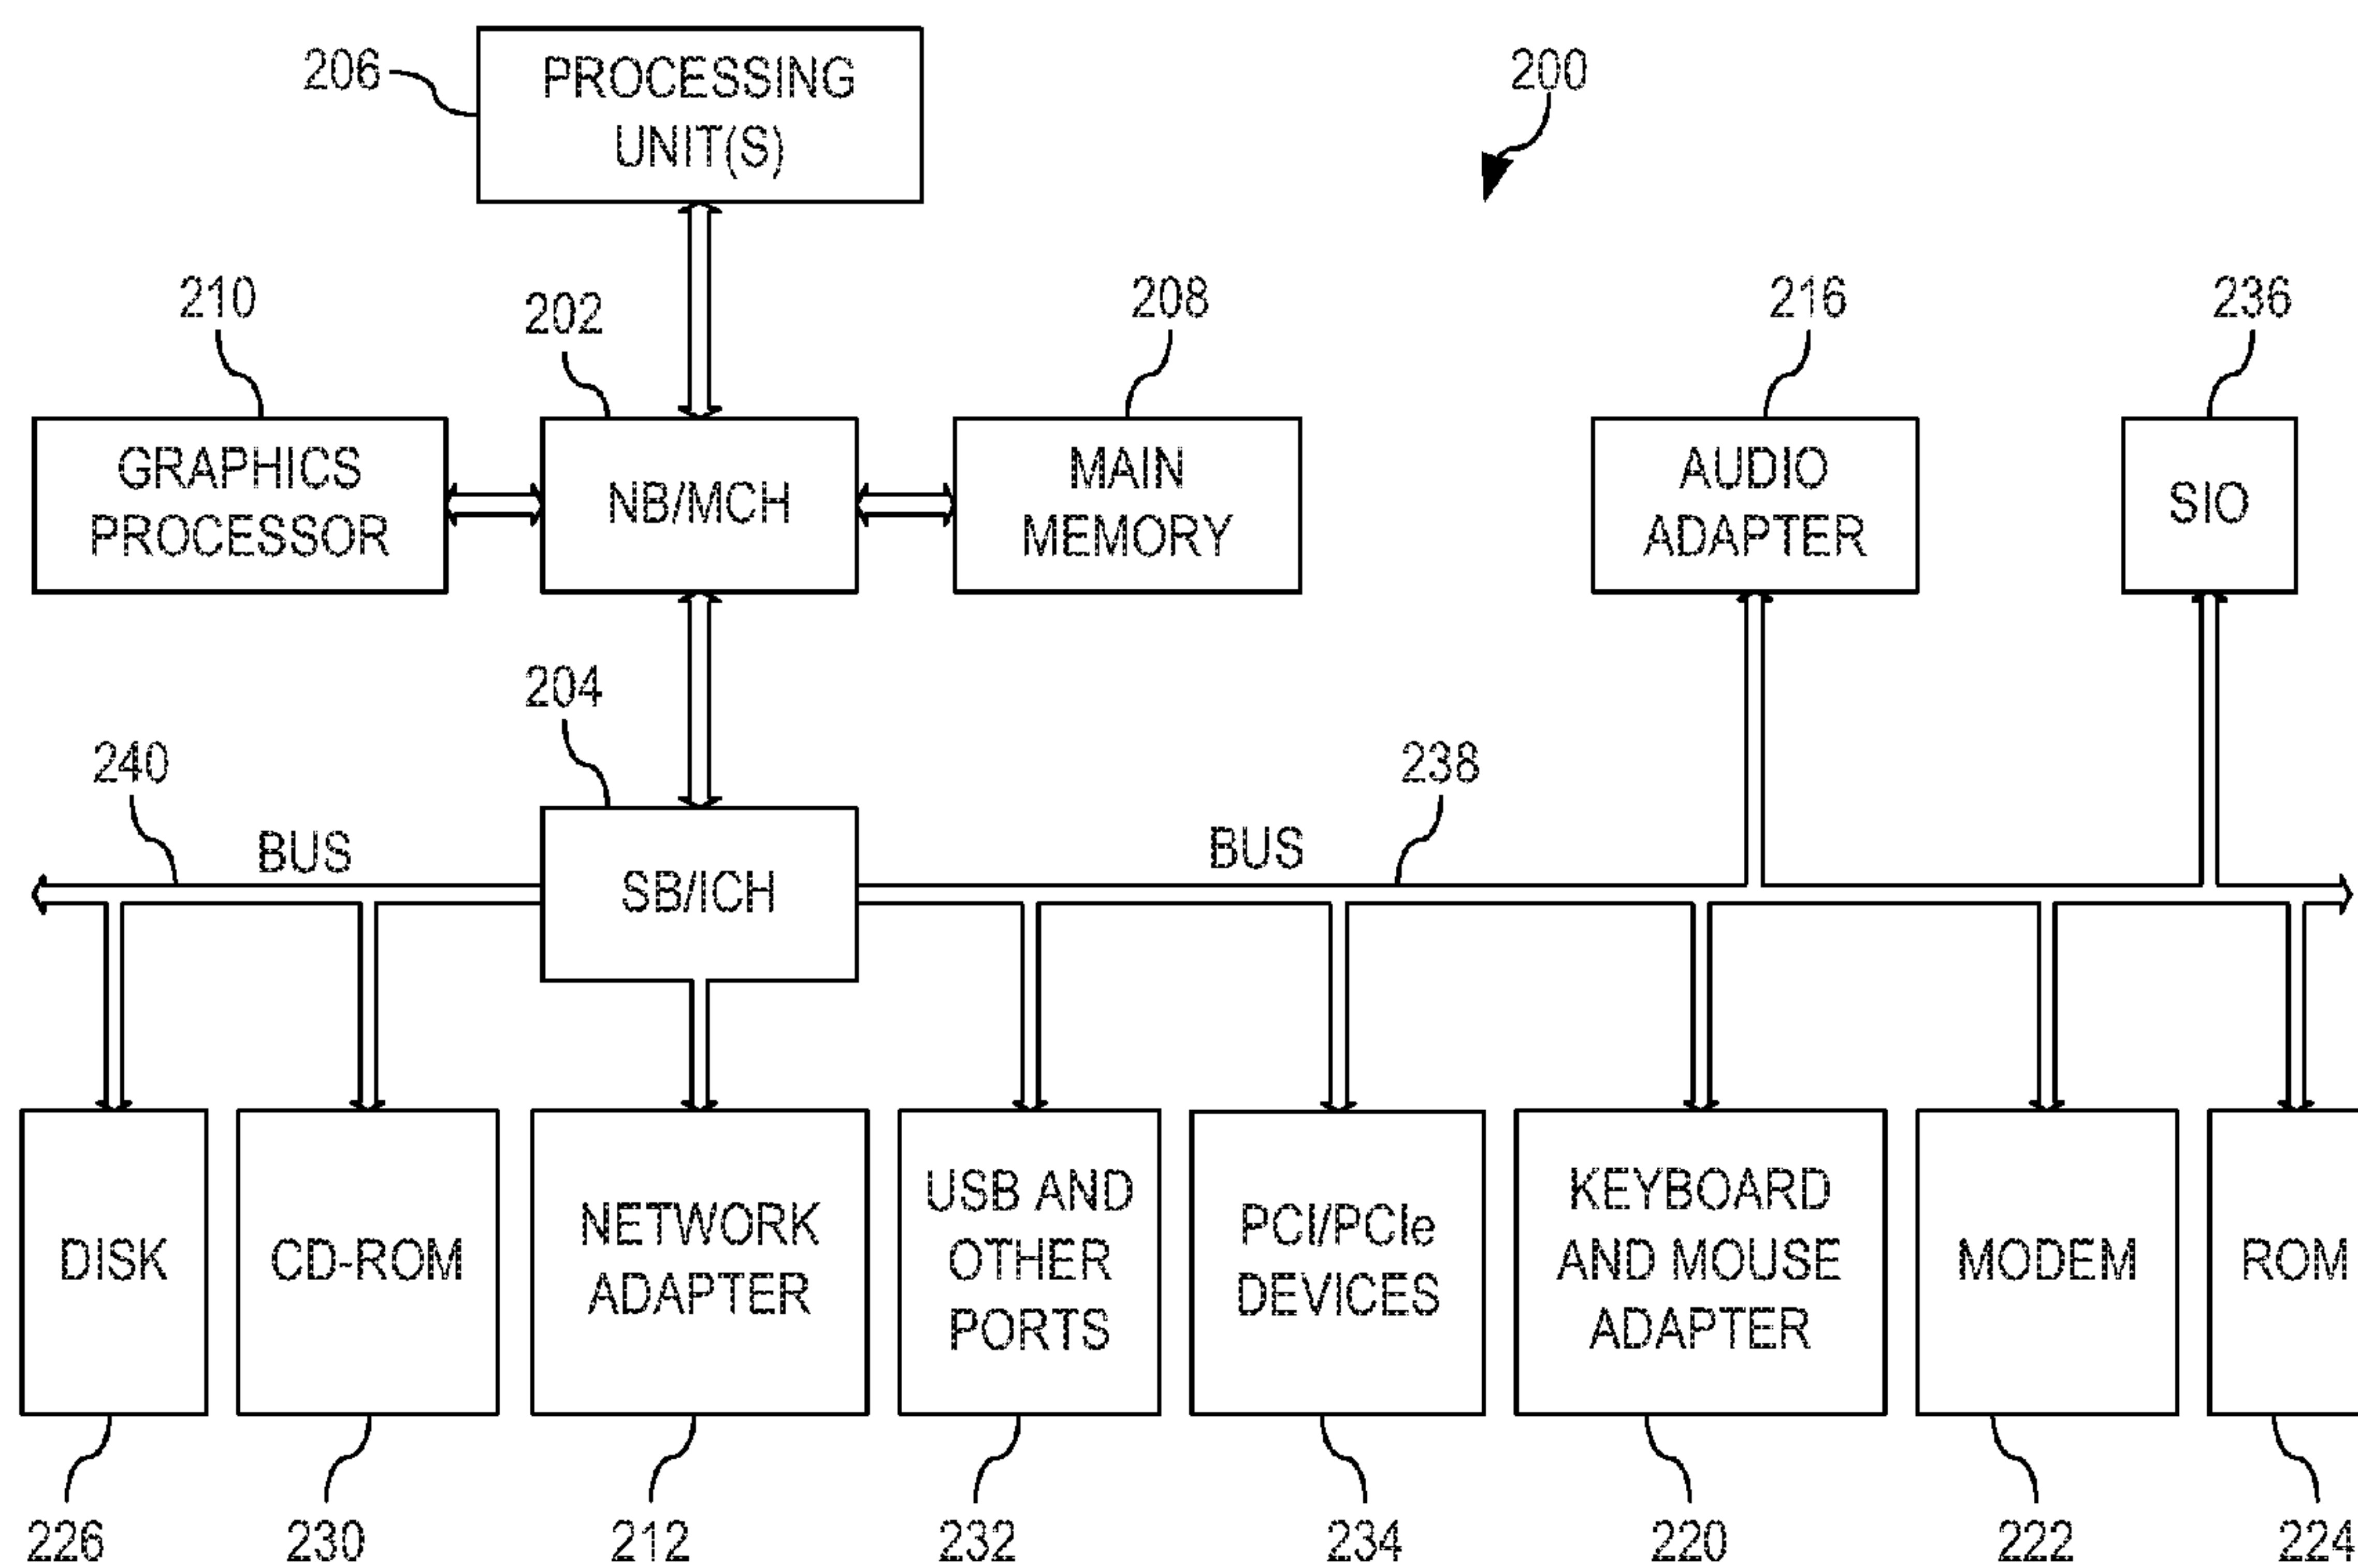 206
PROCESSING
UNIT(S)
200
210
202
208
216
236
GRAPHICS
PROCESSOR
NB/MCH
MAIN
MEMORY
AUDIO
ADAPTER
SIO
204
240
238
BUS
BUS
SB/ICH
DISK
CD-ROM
NETWORK
ADAPTER
USB AND
OTHER
PORTS
PCI/PCIe
DEVICES
KEYBOARD
AND MOUSE
ADAPTER
MODEM
ROM
226
230
212
232
234
220
222
224